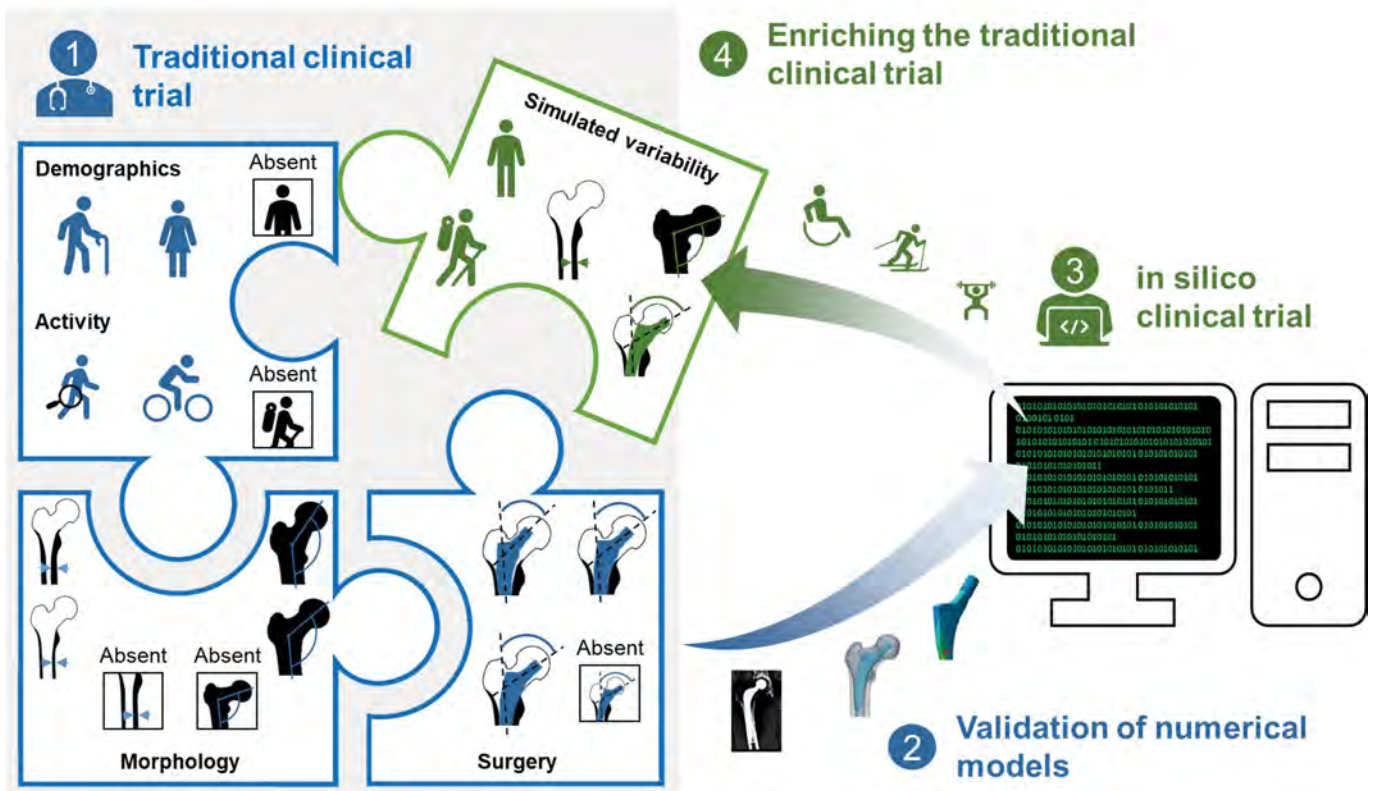 1
Traditional clinical
trial
4
Enriching the traditional
clinical trial
Simulated variability
Demographics
Absent
Activity
Absent
3
in silico
clinical trial
</>
Absent
Absent
Morphology
Absent
Surgery
2
Validation of numerical
models